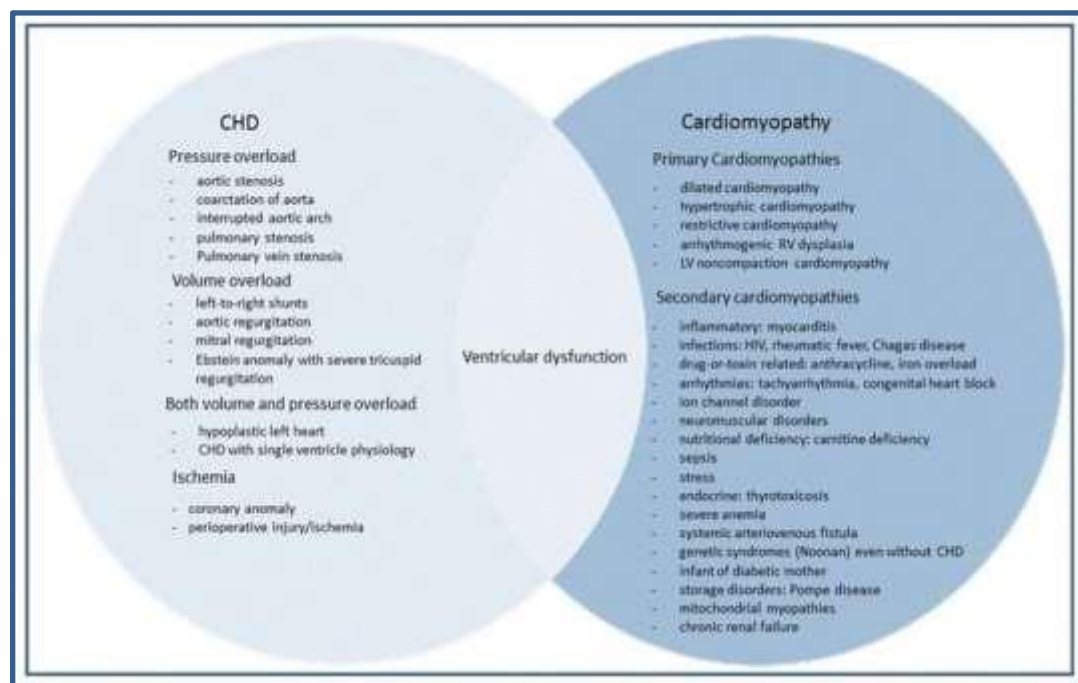 CHD
Pressure overload
- aortic stenosis
- coarctation of aorta
- interrupted aortic arch
- pulmonary stenosis
- Pulmonary vein stenosis
Volume overload
- left-to-right shunts
- aortic regurgitation
- mitral regurgitation
- Ebstein anomaly with severe tricuspid
regurgitation
Both volume and pressure overload
- hypoplastic left heart
- CHD with single ventricle physiology
Ischemia
- coronary anomaly
- perioperative injury/ischemia
Ventricular dysfunction
Cardiomyopathy
Primary Cardiomyopathies
- dilated cardiomyopathy
- hypertrophic cardiomyopathy
- restrictive cardiomyopathy
- arrhythmogenic RV dysplasia
- LV noncompaction cardiomyopathy
Secondary cardiomyopathies
- inflammatory: myocarditis
- infections: HIV, rheumatic fever, Chagas disease
- drug-or-toxin related: anthracycline, iron overload
- arrhythmias: tachyarrhythmia, congenital heart block
- ion channel disorder
- neuromuscular disorders
- nutritional deficiency: carnitine deficiency
- sepsis
- stress
- endocrine: thyrotoxicosis
- severe anemia
- systemic arteriovenous fistula
- genetic syndromes (Noonan) even without CHD
- infant of diabetic mother
- storage disorders: Pompe disease
- mitochondrial myopathies
- chronic renal failure